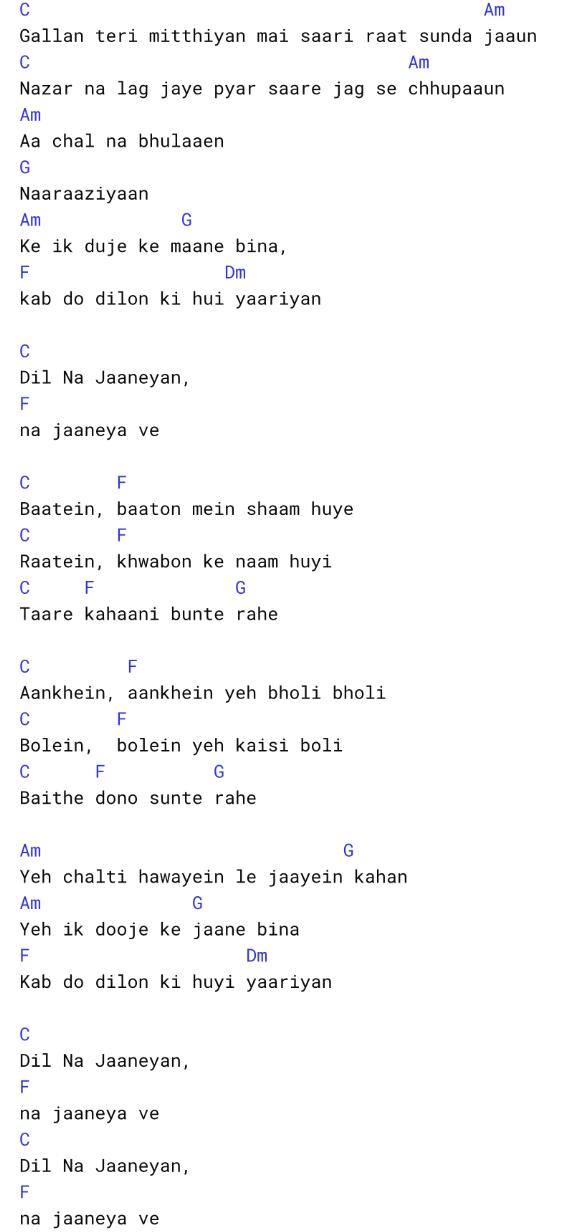 C                                          Am
Gallan teri mitthiyan mai saari raat sunda jaaun
C                                   Am
Nazar na lag jaye pyar saare jag se chhupaaun
Am
Aa chal na bhulaaen
G
Naaraaziyaan
Am             G
Ke ik duje ke maane bina,
F                  Dm
kab do dilon ki hui yaariyan

C
Dil Na Jaaneyan,
F
na jaaneya ve

C        F
Baatein, baaton mein shaam huye
C        F
Raatein, khwabon ke naam huyi
C     F             G
Taare kahaani bunte rahe

C         F
Aankhein, aankhein yeh bholi bholi
C        F
Bolein,  bolein yeh kaisi boli
C      F          G
Baithe dono sunte rahe

Am                            G
Yeh chalti hawayein le jaayein kahan
Am              G
Yeh ik dooje ke jaane bina
F                    Dm
Kab do dilon ki huyi yaariyan

C
Dil Na Jaaneyan,
F
na jaaneya ve
C
Dil Na Jaaneyan,
F
na jaaneya ve